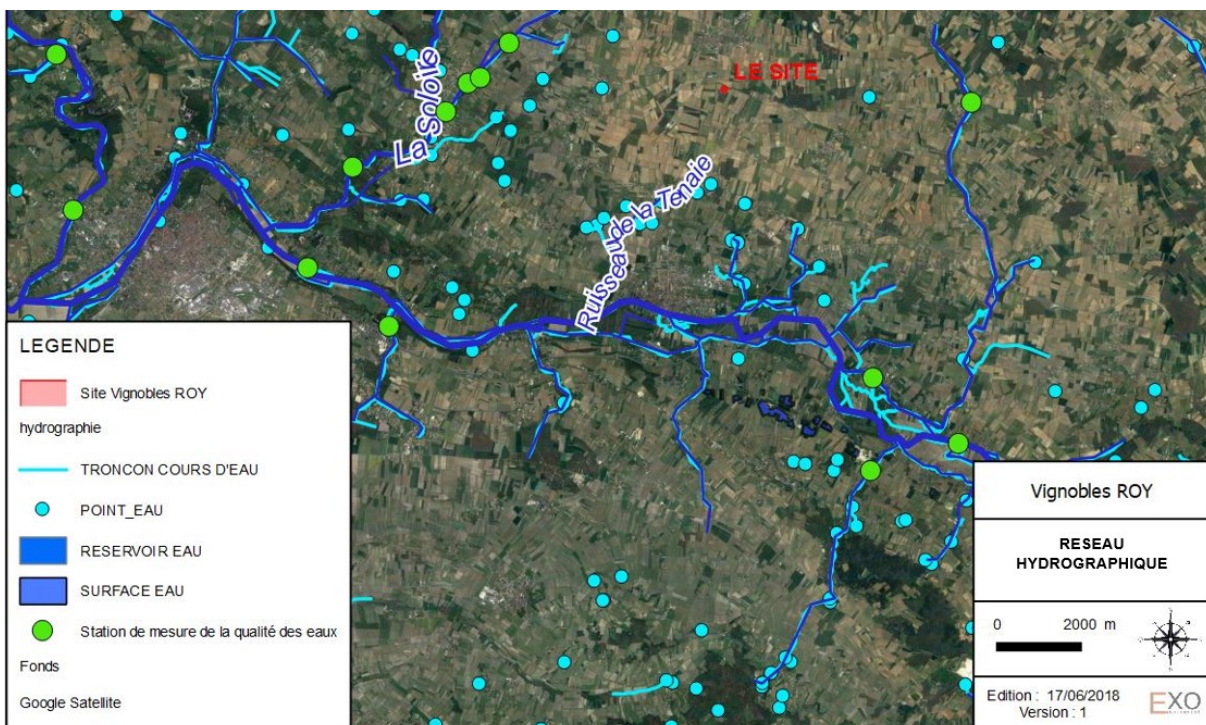 La Soloire
LE SITE
Ruisseau de la Tenaie
LEGENDE
Site Vignobles ROY
hydrographie
TRONCON COURS D'EAU
POINT_EAU
RESERVOIR EAU
SURFACE EAU
Station de mesure de la qualité des eaux
Fonds
Google Satellite
Vignobles ROY
RESEAU
HYDROGRAPHIQUE
0 2000 m
Edition : 17/06/2018
Version : 1
EXO